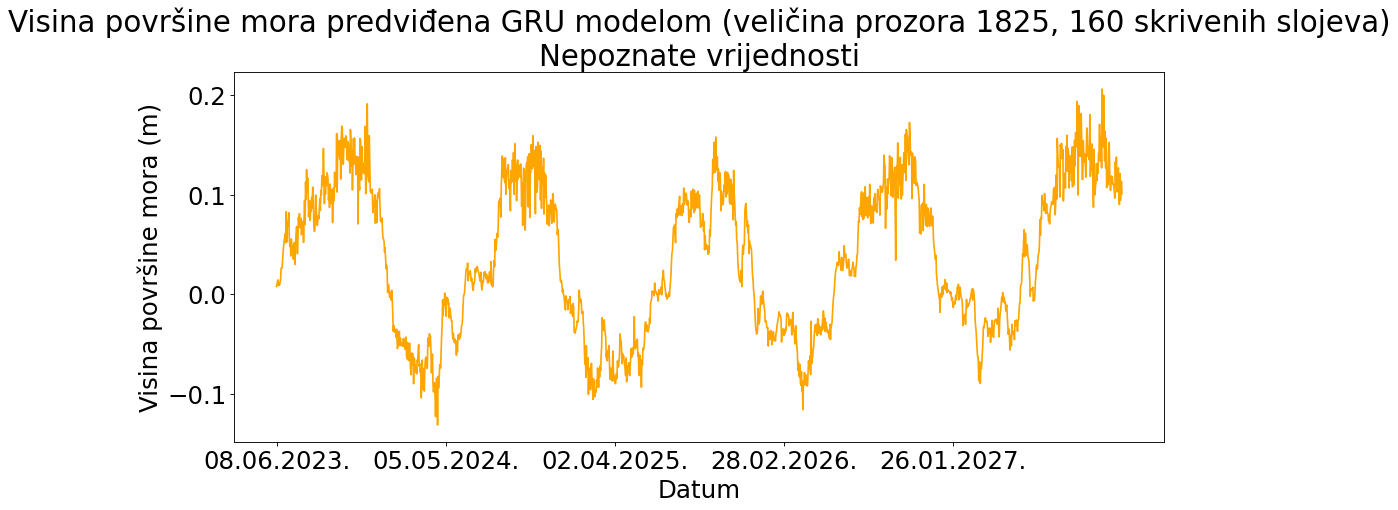 Visina površine mora predviđena GRU modelom (veličina prozora 1825, 160 skrivenih slojeva)
Nepoznate vrijednosti
Visina površine mora (m)
0.2
0.1
0.0
−0.1
08.06.2023. 05.05.2024. 02.04.2025. 28.02.2026. 26.01.2027.
Datum